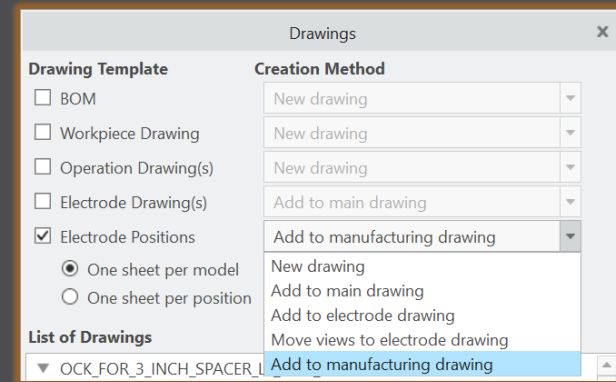 Drawings
Drawing Template Creation Method
BOM New drawing
Workpiece Drawing New drawing
Operation Drawing(s) New drawing
Electrode Drawing(s) Add to main drawing
Electrode Positions Add to manufacturing drawing
New drawing
One sheet per model
Add to main drawing
One sheet per position
Add to electrode drawing
Move views to electrode drawing
List of Drawings
Add to manufacturing drawing
OCK_FOR_3_INCH_SPACER_